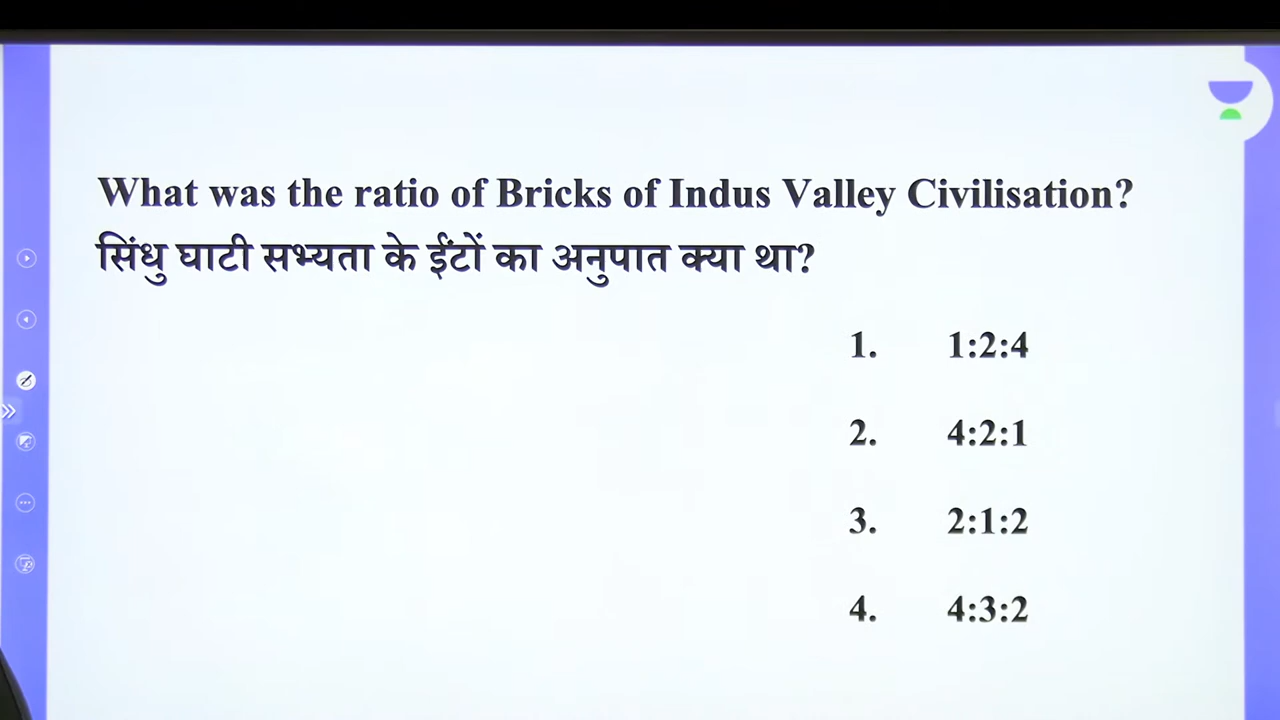 What was the ratio of Bricks of Indus Valley Civilisation?
सिंधु घाटी सभ्यता के ईंटों का अनुपात क्या था?
1. 1:2:4
2. 4:2:1
3. 2:1:2
4. 4:3:2